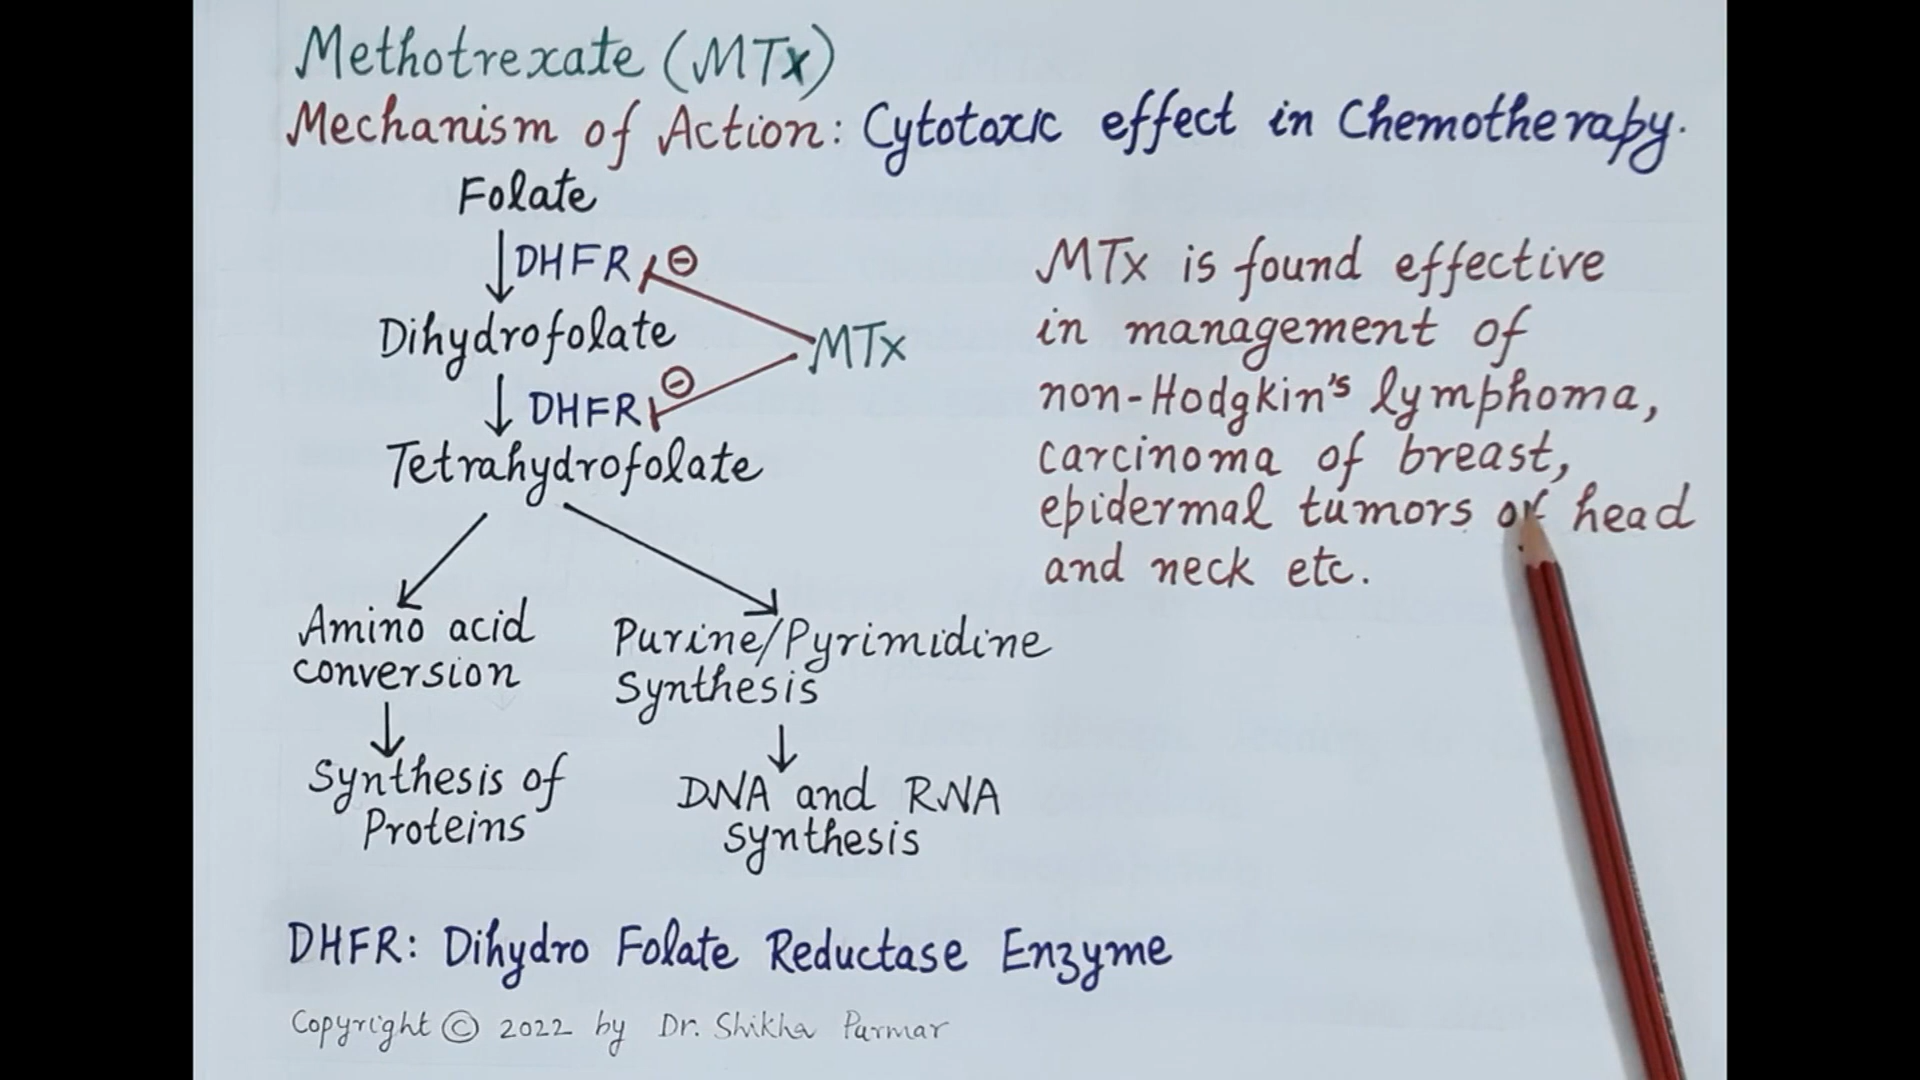 Methotrexate (MTx)
Mechanism of Action: Cytotoxic effect in Chemotherapy.
Folate
DHFR ⊖
Dihydrofolate
MTx
DHFR ⊖
Tetrahydrofolate
Amino acid
conversion
Synthesis of
Proteins
Purine/Pyrimidine
Synthesis
DNA and RNA
synthesis
MTx is found effective
in management of
non-Hodgkin's lymphoma,
carcinoma of breast,
epidermal tumors of head
and neck etc.
DHFR: Dihydro Folate Reductase Enzyme
Copyright © 2022 by Dr. Shikha Parmar